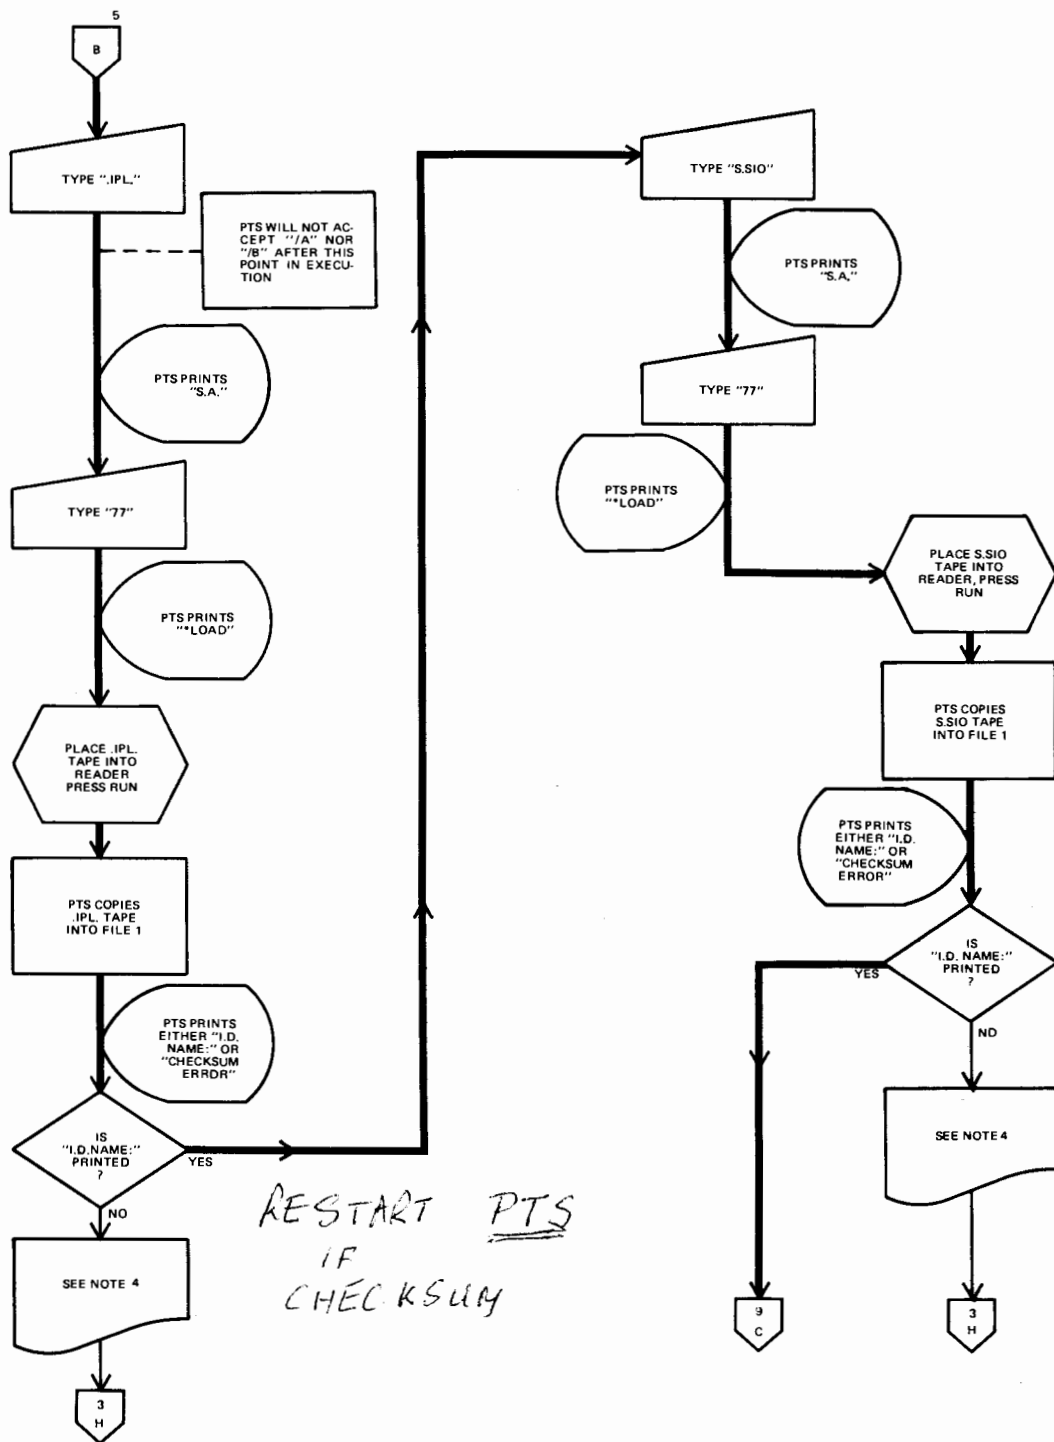 5
B
TYPE ".IPL."
PTS WILL NOT AC-
CEPT "/A" NOR
"/B" AFTER THIS
POINT IN EXECU-
TION
PTS PRINTS
"S.A."
TYPE "77"
PTS PRINTS
"*LOAD"
PLACE .IPL.
TAPE INTO
READER
PRESS RUN
PTS COPIES
.IPL. TAPE
INTO FILE 1
PTS PRINTS
EITHER "I.D.
NAME:" OR
"CHECKSUM
ERROR"
IS
"I.D.NAME:"
PRINTED
?
YES
NO
SEE NOTE 4
3
H
RESTART PTS
IF
CHECKSUM
TYPE "S.SIO"
PTS PRINTS
"S.A."
TYPE "77"
PTS PRINTS
"*LOAD"
PLACE S.SIO
TAPE INTO
READER, PRESS
RUN
PTS COPIES
S.SIO TAPE
INTO FILE 1
PTS PRINTS
EITHER "I.D.
NAME:" OR
"CHECKSUM
ERROR"
IS
"I.D. NAME:"
PRINTED
?
YES
NO
SEE NOTE 4
9
C
3
H